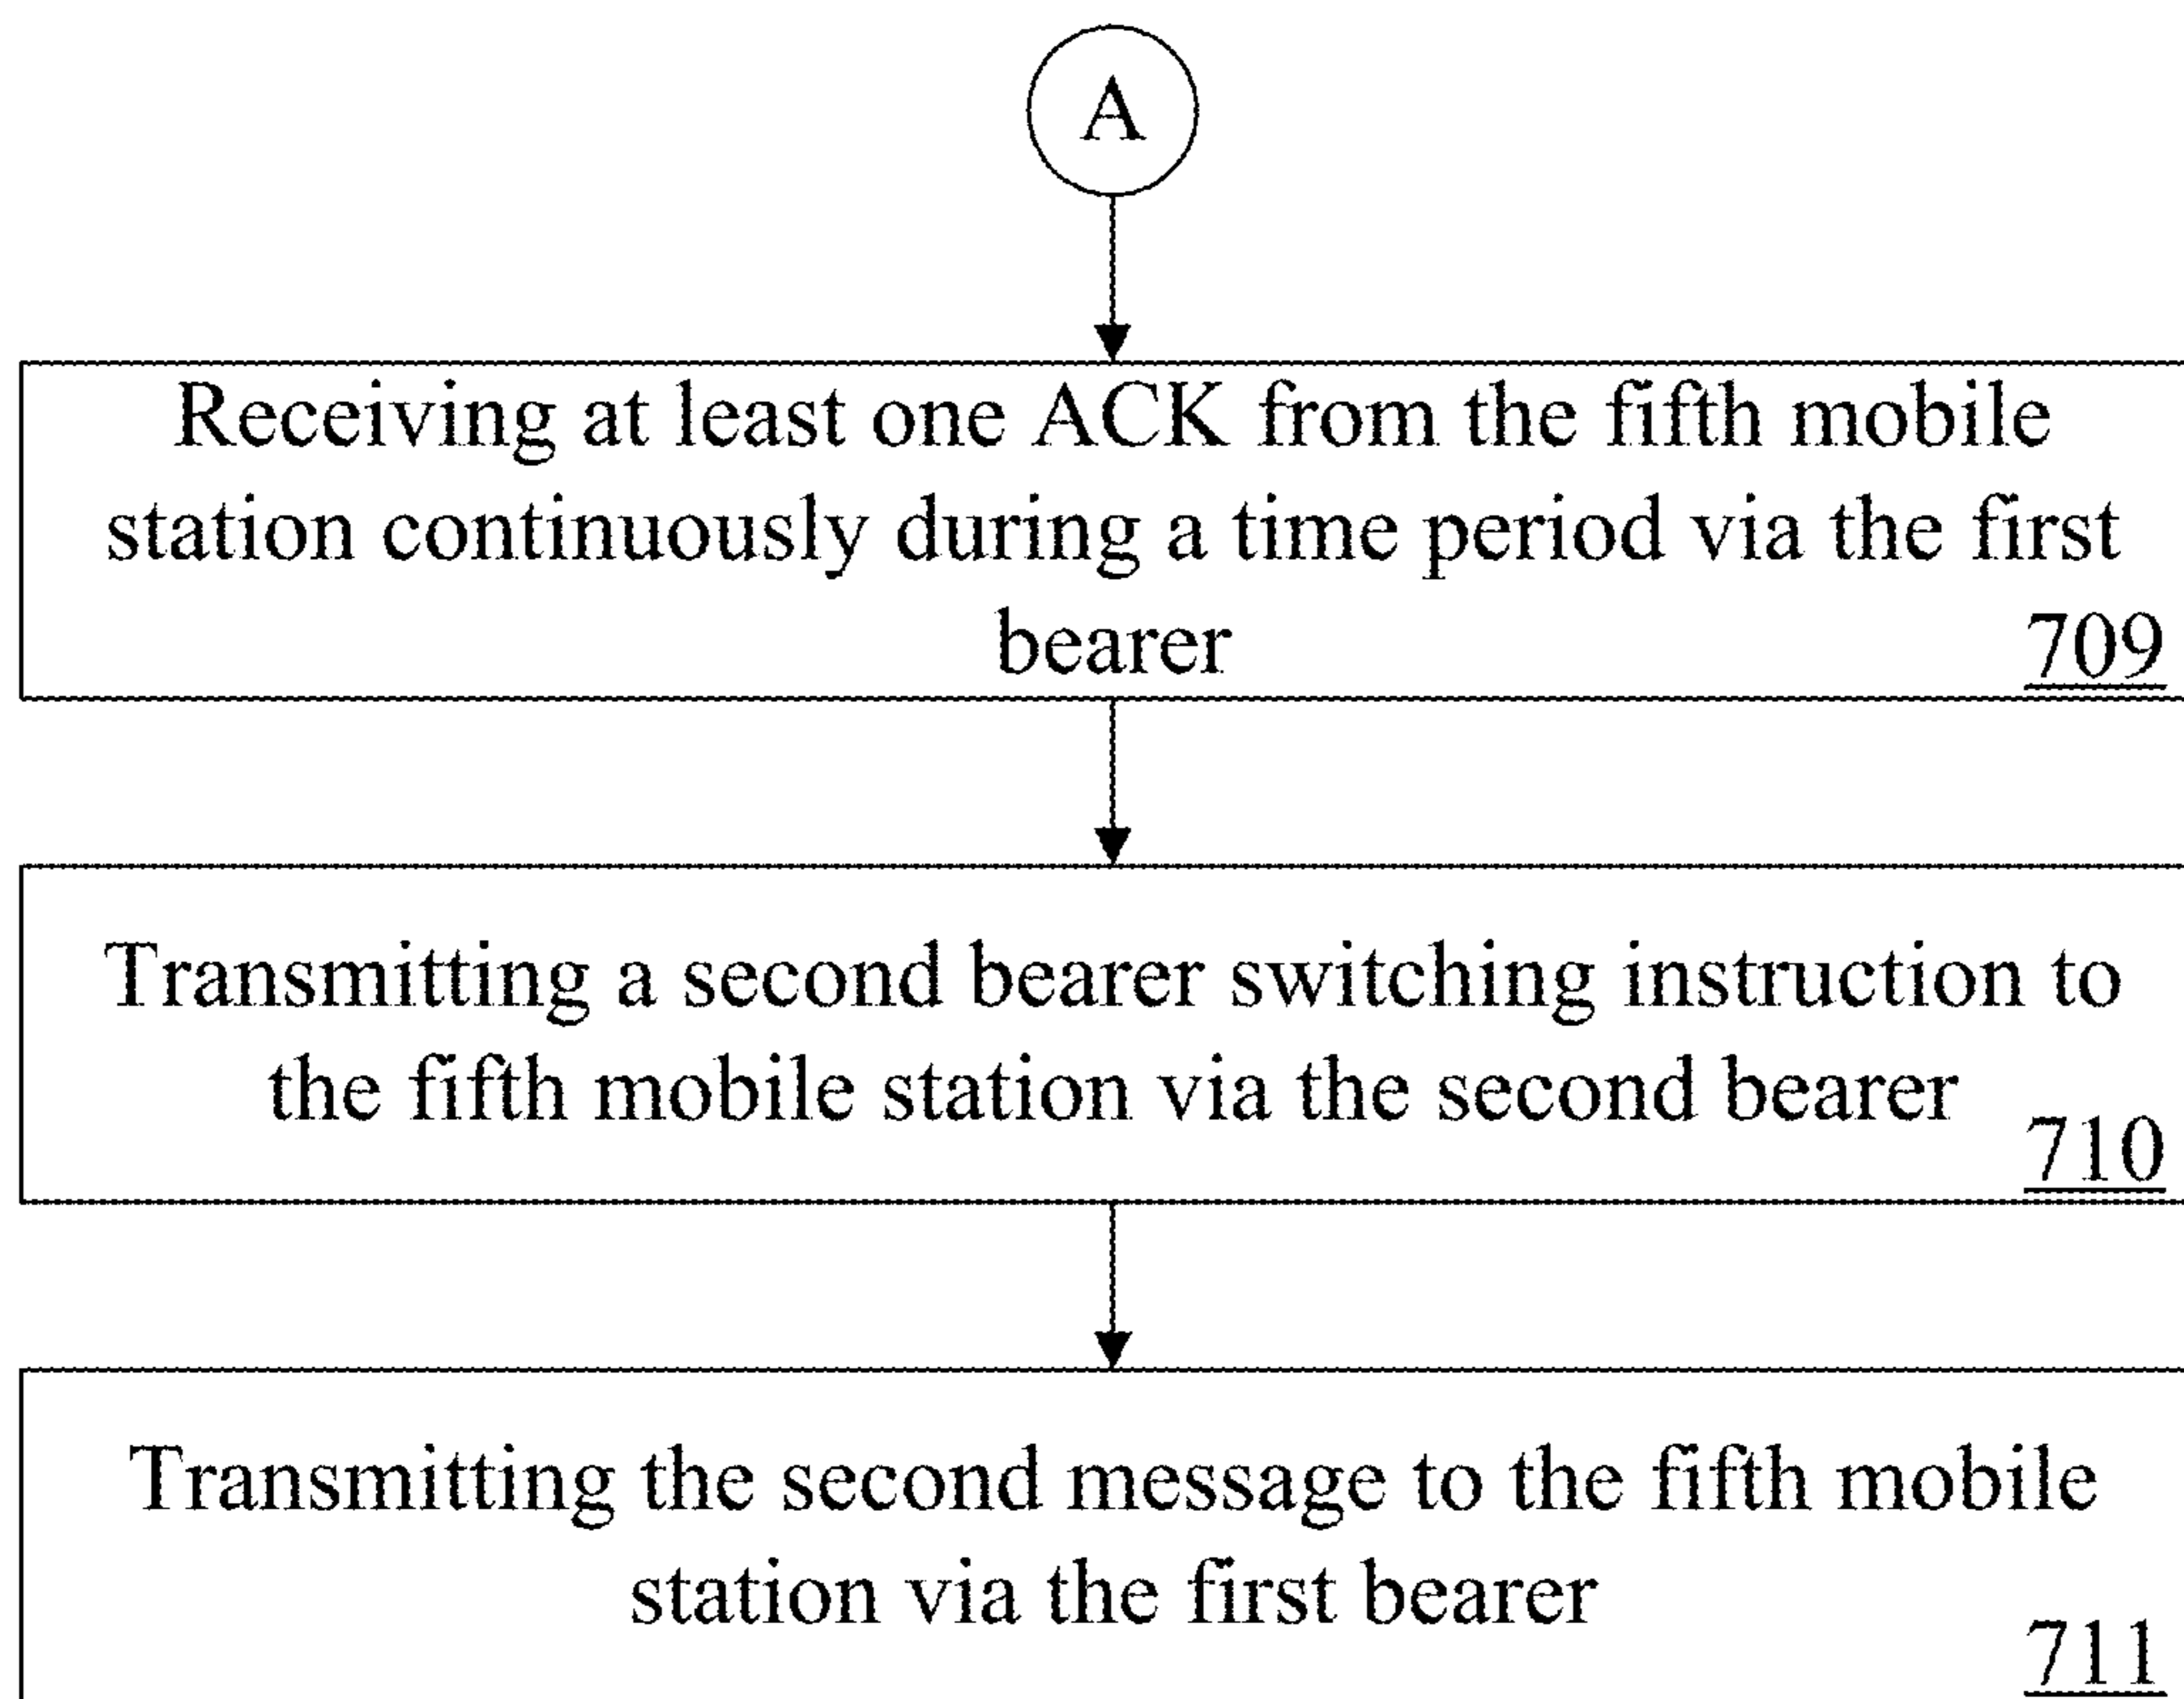 A
Receiving at least one ACK from the fifth mobile
station continuously during a time period via the first
bearer
709
Transmitting a second bearer switching instruction to
the fifth mobile station via the second bearer
710
Transmitting the second message to the fifth mobile
station via the first bearer
711